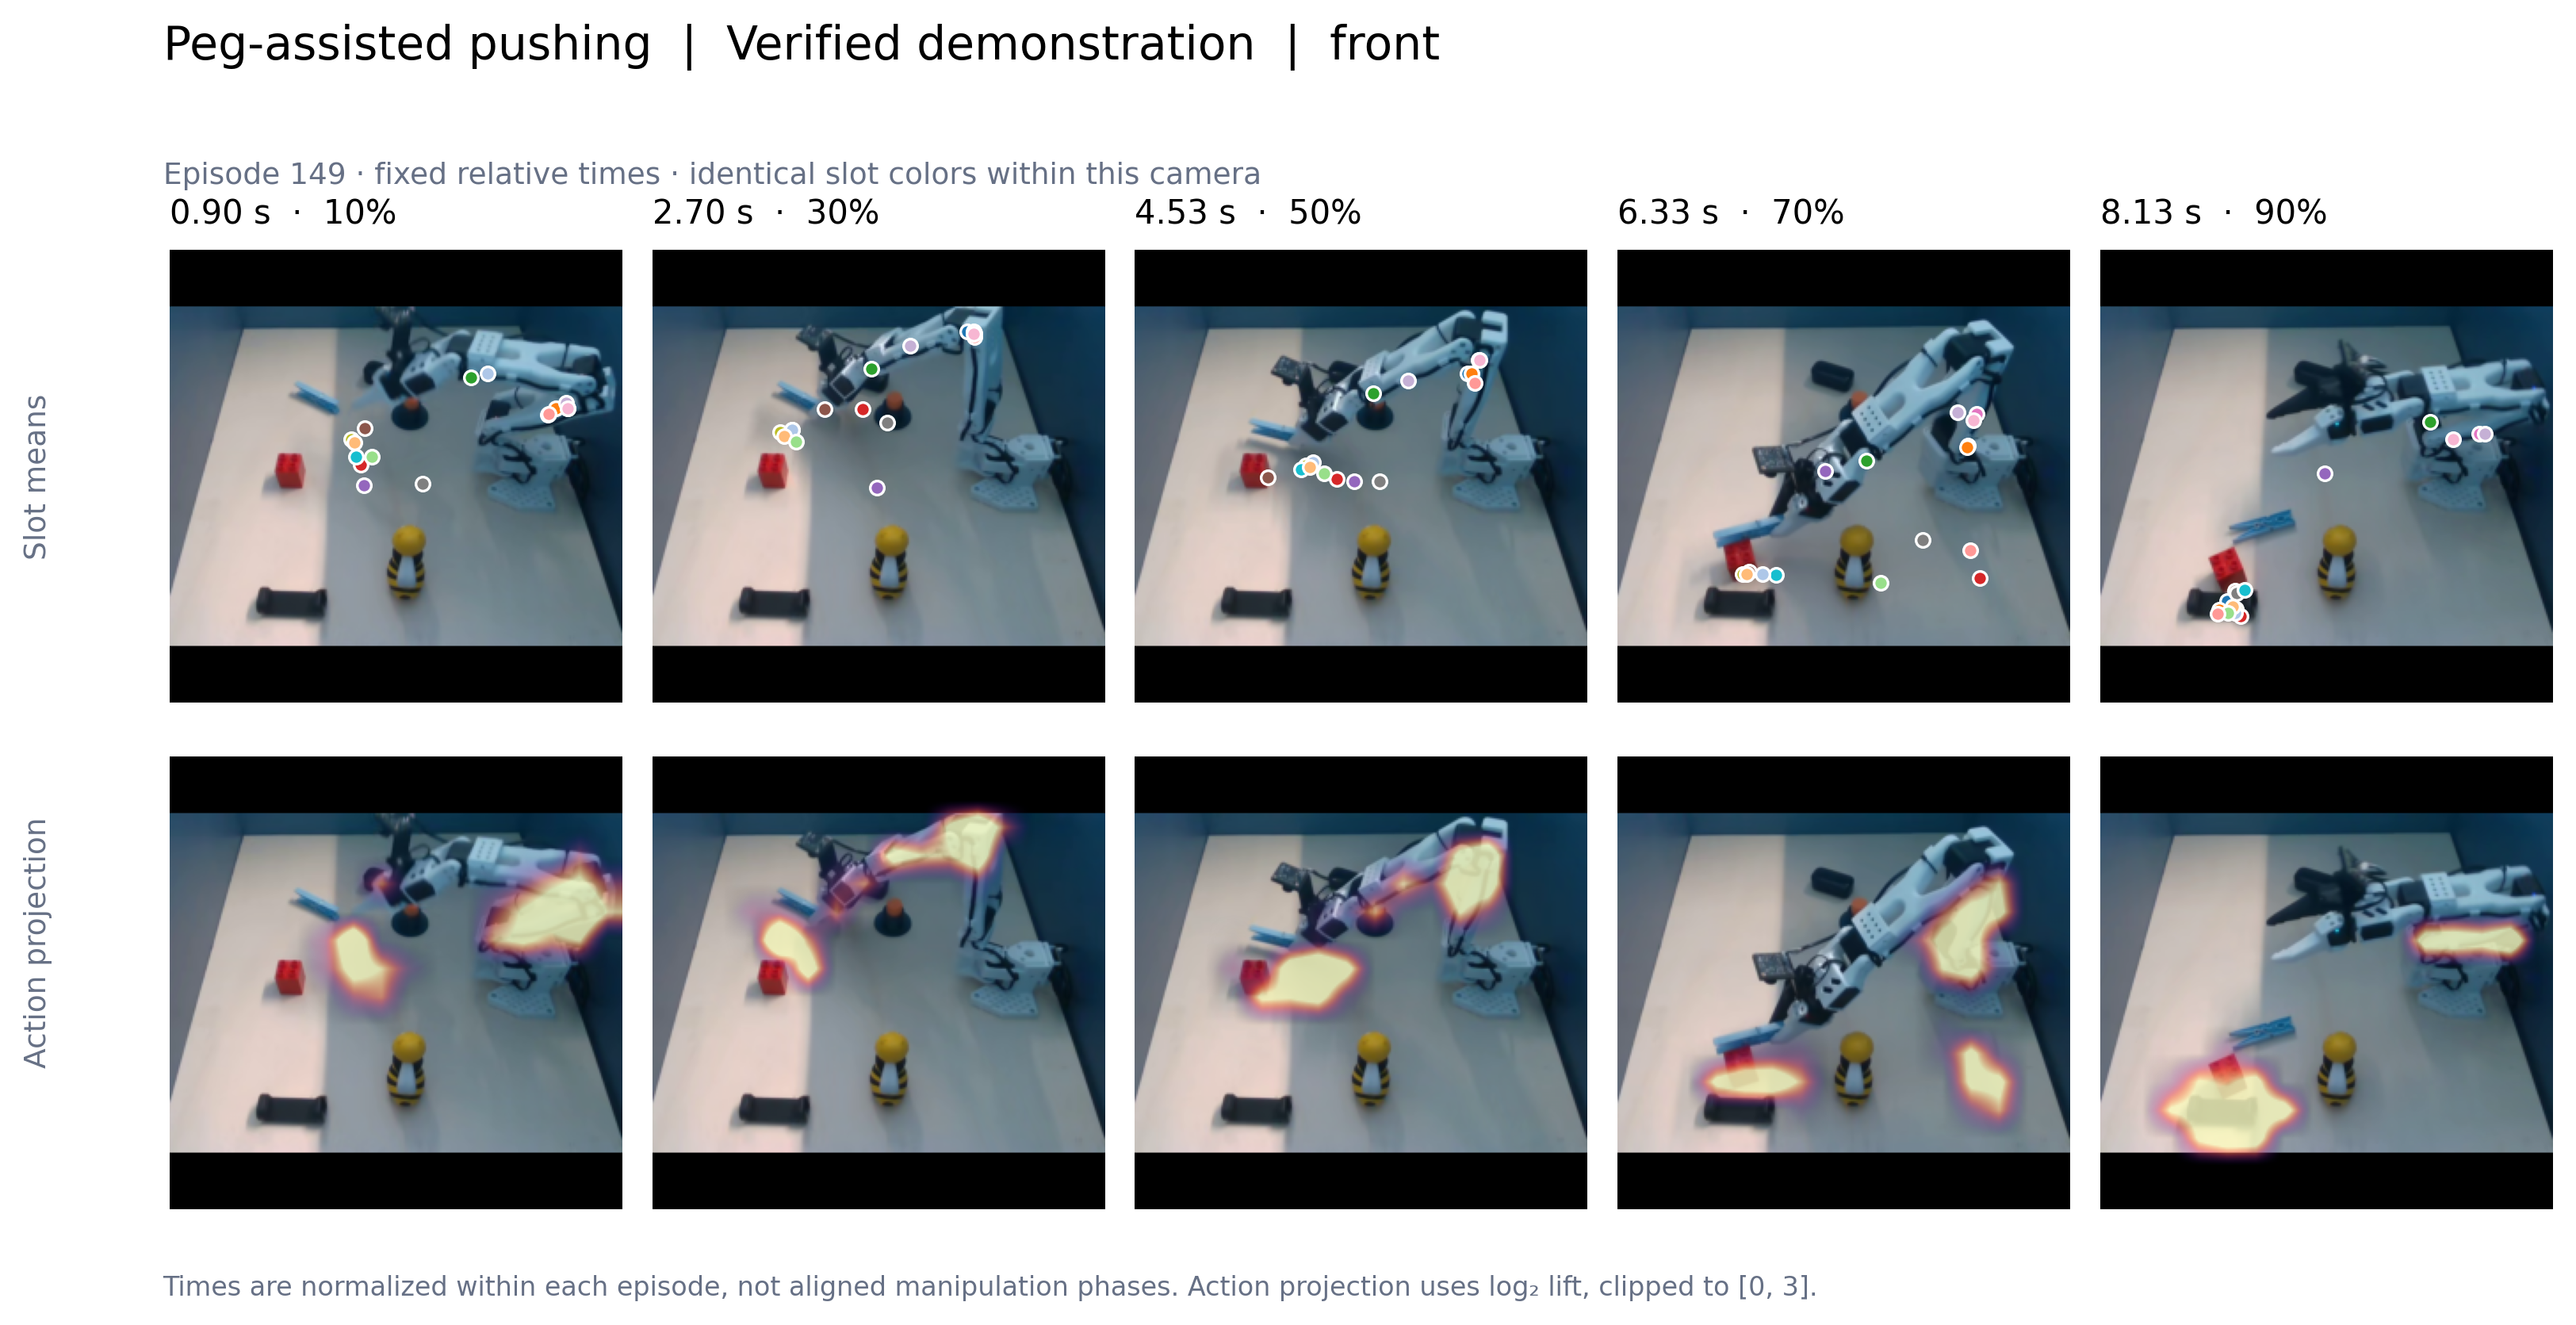 Peg-assisted pushing | Verified demonstration | front
Episode 149 · fixed relative times · identical slot colors within this camera
0.90 s · 10%
2.70 s · 30%
4.53 s · 50%
6.33 s · 70%
8.13 s · 90%
Slot means
Action projection
Times are normalized within each episode, not aligned manipulation phases. Action projection uses log₂ lift, clipped to [0, 3].